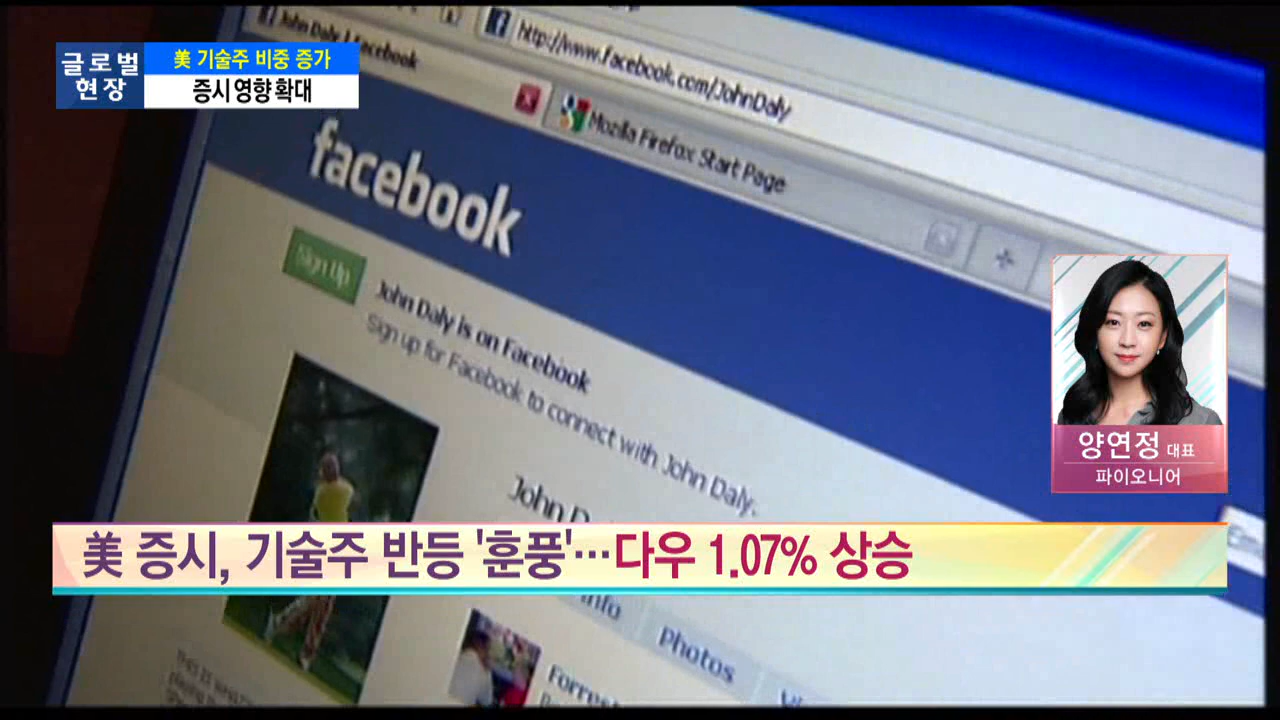 글로벌
현장
美 기술주 비중 증가
증시 영향 확대
John Daly | Facebook
http://www.facebook.com/JohnDaly
Mozilla Firefox Start Page
facebook
Sign Up
John Daly is on Facebook
Sign up for Facebook to connect with John Daly.
양연정 대표
파이오니어
美 증시, 기술주 반등 '훈풍'…다우 1.07% 상승
Info
Photos